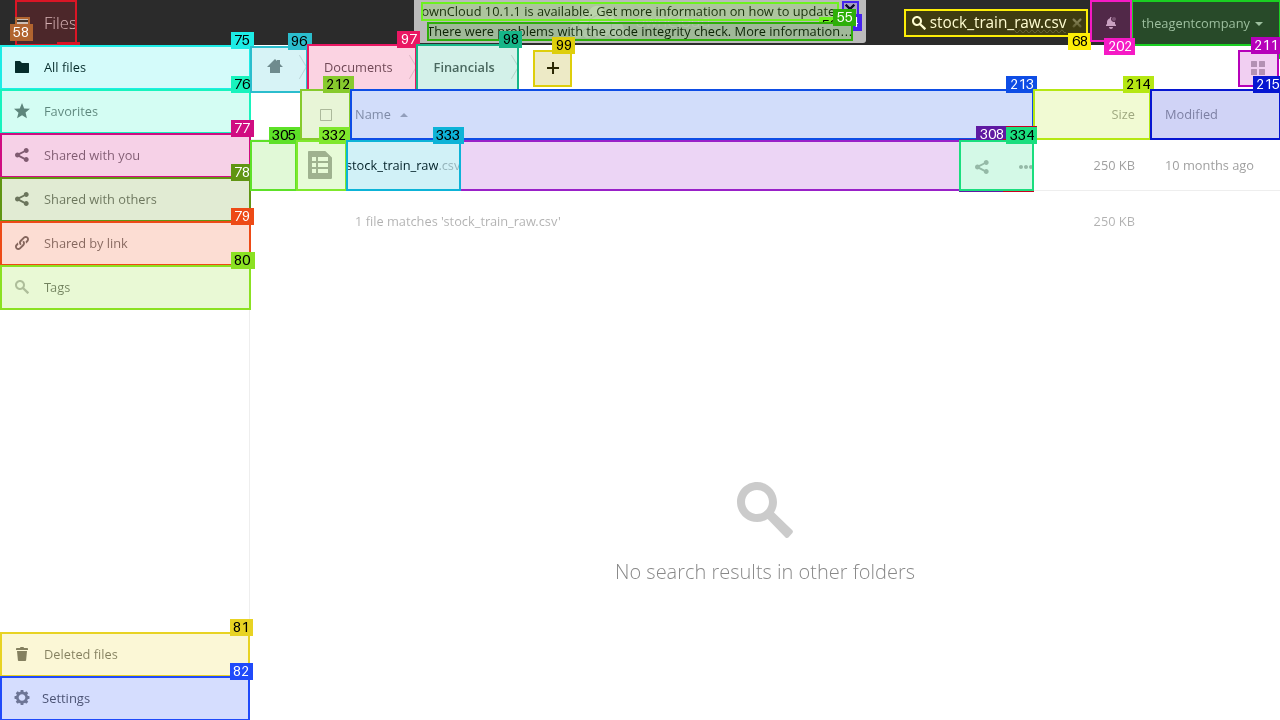 Files
ownCloud 10.1.1 is available. Get more information on how to update
There were problems with the code integrity check. More information...
stock_train_raw.csv
theagentcompany
58
55
68
202
75
96
97
98
99
211
All files
Documents
Financials
+
76
212
213
214
215
Favorites
Name
Size
Modified
77
305
332
333
308
334
Shared with you
stock_train_raw.csv
250 KB
10 months ago
78
Shared with others
79
1 file matches 'stock_train_raw.csv'
250 KB
Shared by link
80
Tags
No search results in other folders
81
Deleted files
82
Settings